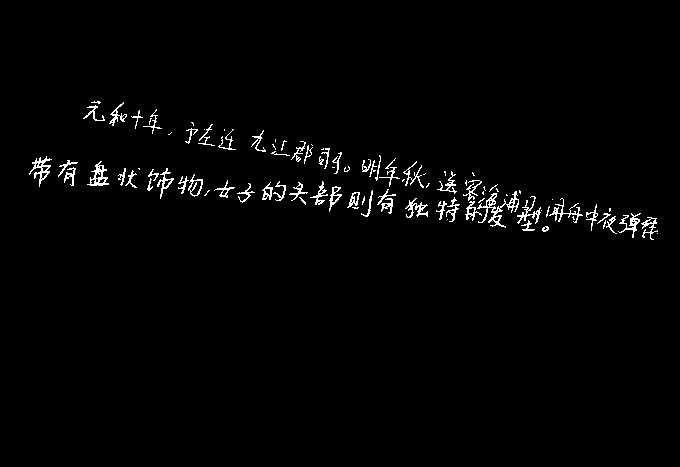 元和十年,予左迁九江郡司马。明年秋,送客湓浦口,闻舟中夜弹琵
带有盘状饰物,女子的头部则有独特的发型。